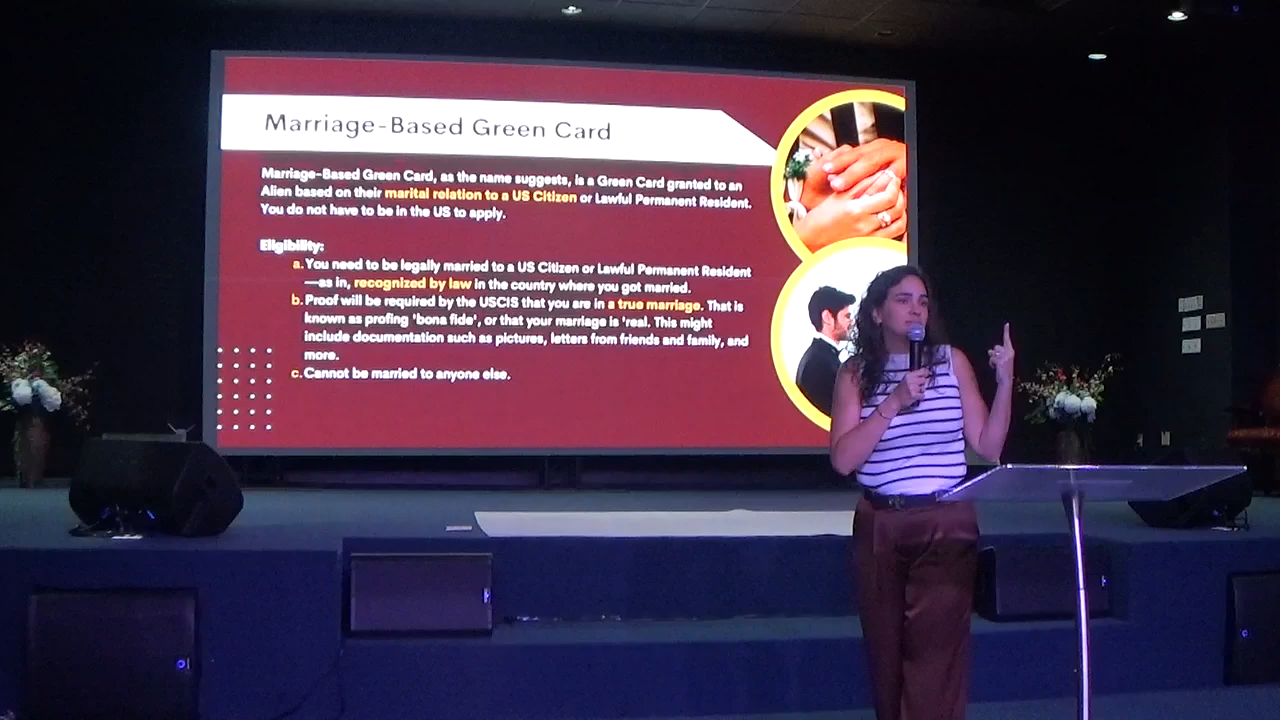 Marriage-Based Green Card
Marriage-Based Green Card, as the name suggests, is a Green Card granted to an
Alien based on their marital relation to a US Citizen or Lawful Permanent Resident.
You do not have to be in the US to apply.
Eligibility:
a. You need to be legally married to a US Citizen or Lawful Permanent Resident
—as in, recognized by law in the country where you got married.
b. Proof will be required by the USCIS that you are in a true marriage. That is
known as profing 'bona fide', or that your marriage is 'real. This might
include documentation such as pictures, letters from friends and family, and
more.
c. Cannot be married to anyone else.